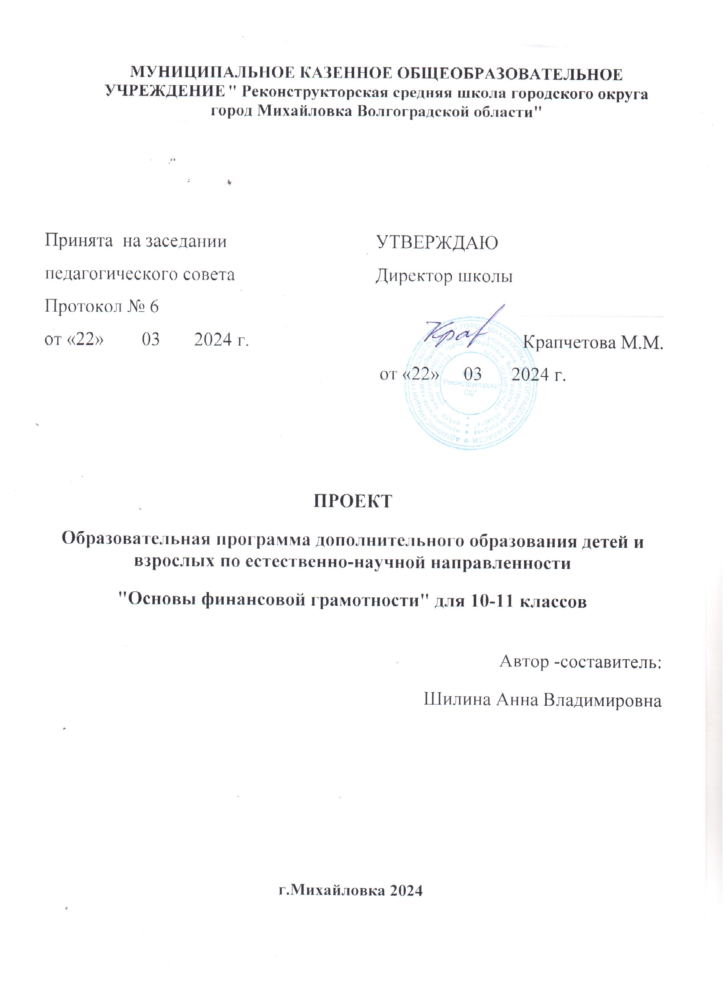 МУНИЦИПАЛЬНОЕ КАЗЕННОЕ ОБЩЕОБРАЗОВАТЕЛЬНОЕ
УЧРЕЖДЕНИЕ " Реконструкторская средняя школа городского округа
город Михайловка Волгоградской области"
Принята на заседании
педагогического совета
Протокол № 6
от «22» 03 2024 г.
УТВЕРЖДАЮ
Директор школы
Крапчетова М.М.
от «22» 03 2024 г.
"Реконструкторская
СШ"
ПРОЕКТ
Образовательная программа дополнительного образования детей и
взрослых по естественно-научной направленности
"Основы финансовой грамотности" для 10-11 классов
Автор -составитель:
Шилина Анна Владимировна
г.Михайловка 2024